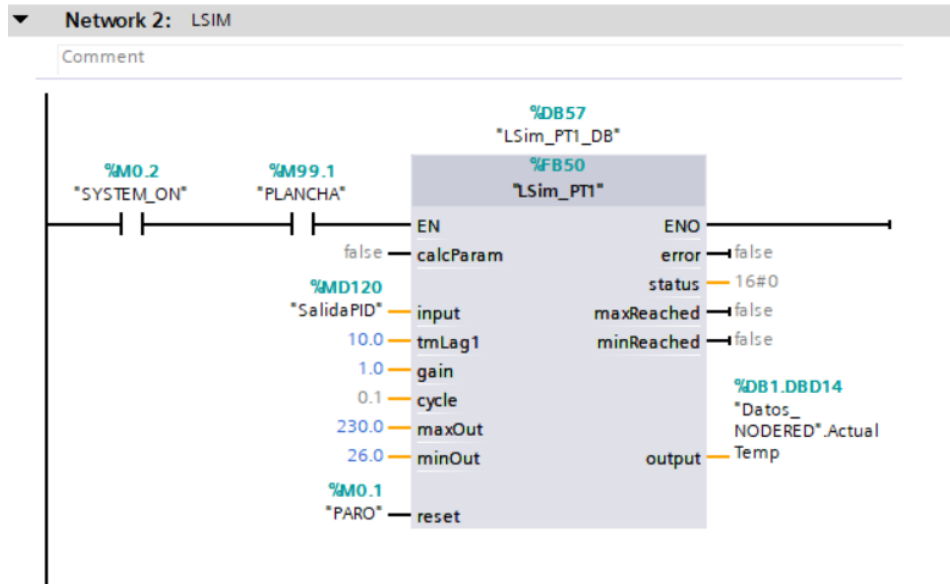 Network 2: LSIM
Comment
%DB57
"LSim_PT1_DB"
%M0.2
"SYSTEM_ON"
%M99.1
"PLANCHA"
%FB50
"LSim_PT1"
EN
ENO
false
calcParam
error
false
status
16#0
%MD120
"SalidaPID"
input
maxReached
false
10.0
tmLag1
minReached
false
1.0
gain
0.1
cycle
230.0
maxOut
26.0
minOut
output
%DB1.DBD14
"Datos_
NODERED".Actual
Temp
%M0.1
"PARO"
reset